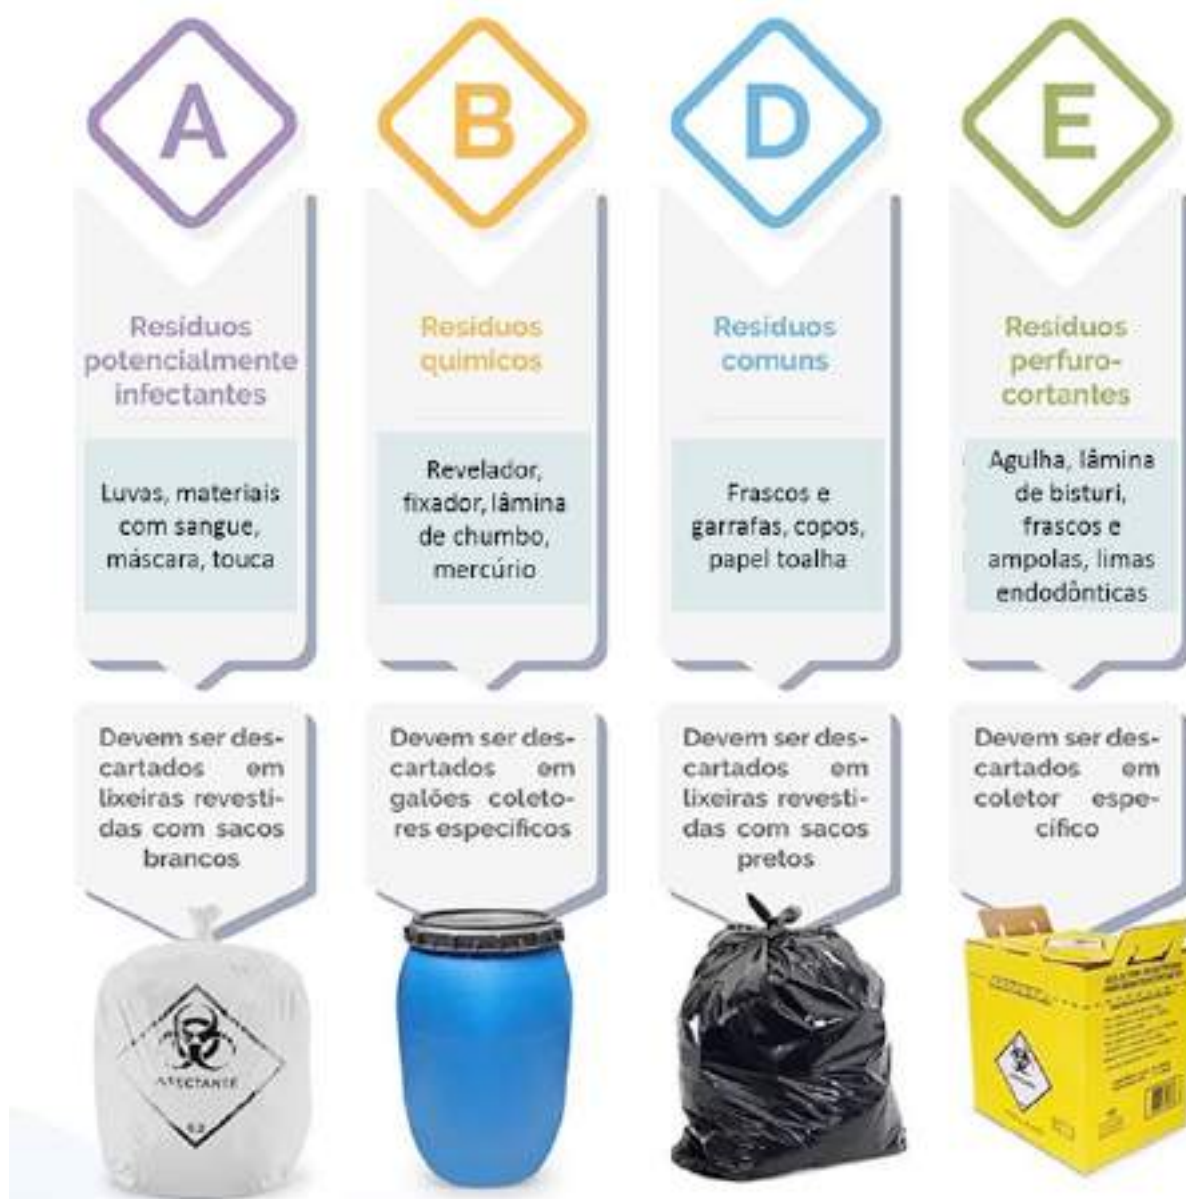 A
Resíduos
potencialmente
infectantes
Luvas, materiais
com sangue,
máscara, touca
Devem ser des-
cartados em
lixeiras revesti-
das com sacos
brancos
INFECTANTE
B
Resíduos
químicos
Revelador,
fixador, lâmina
de chumbo,
mercúrio
Devem ser des-
cartados em
galões coleto-
res específicos
D
Resíduos
comuns
Frascos e
garrafas, copos,
papel toalha
Devem ser des-
cartados em
lixeiras revesti-
das com sacos
pretos
E
Resíduos
perfuro-
cortantes
Agulha, lâmina
de bisturi,
frascos e
ampolas, limas
endodônticas
Devem ser des-
cartados em
coletor espe-
cífico